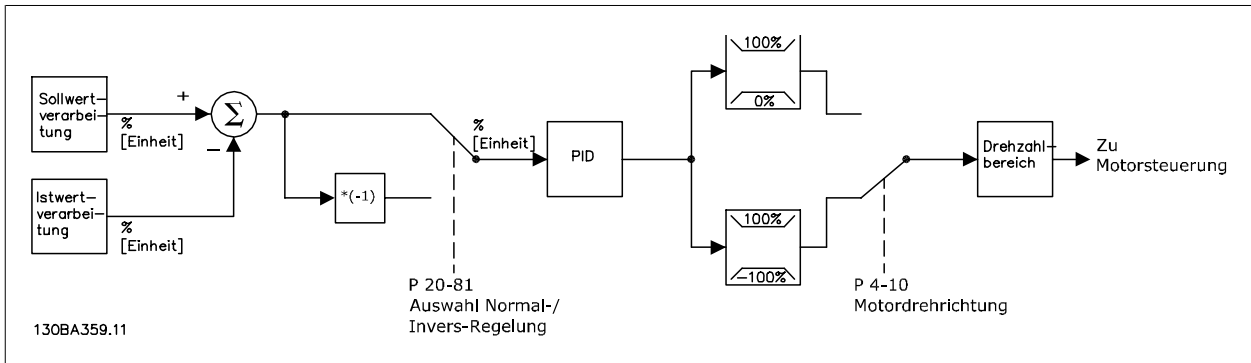 Sollwert-
verarbei-
tung
+
%
[Einheit]
Σ
−
Istwert-
verarbei-
tung
%
[Einheit]
*(-1)
%
[Einheit]
PID
100%
0%
100%
−100%
Drehzahl-
bereich
Zu
Motorsteuerung
P 20-81
Auswahl Normal-/
Invers-Regelung
P 4-10
Motordrehrichtung
130BA359.11